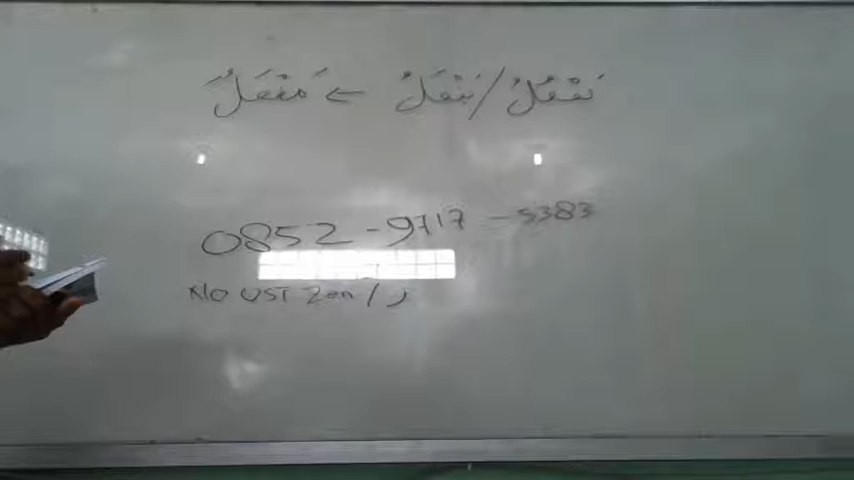 يَفْعُلُ/يَفْعَلُ ← مَفْعَلٌ
0852 - 9717 - 5383
No UST Zen / ز